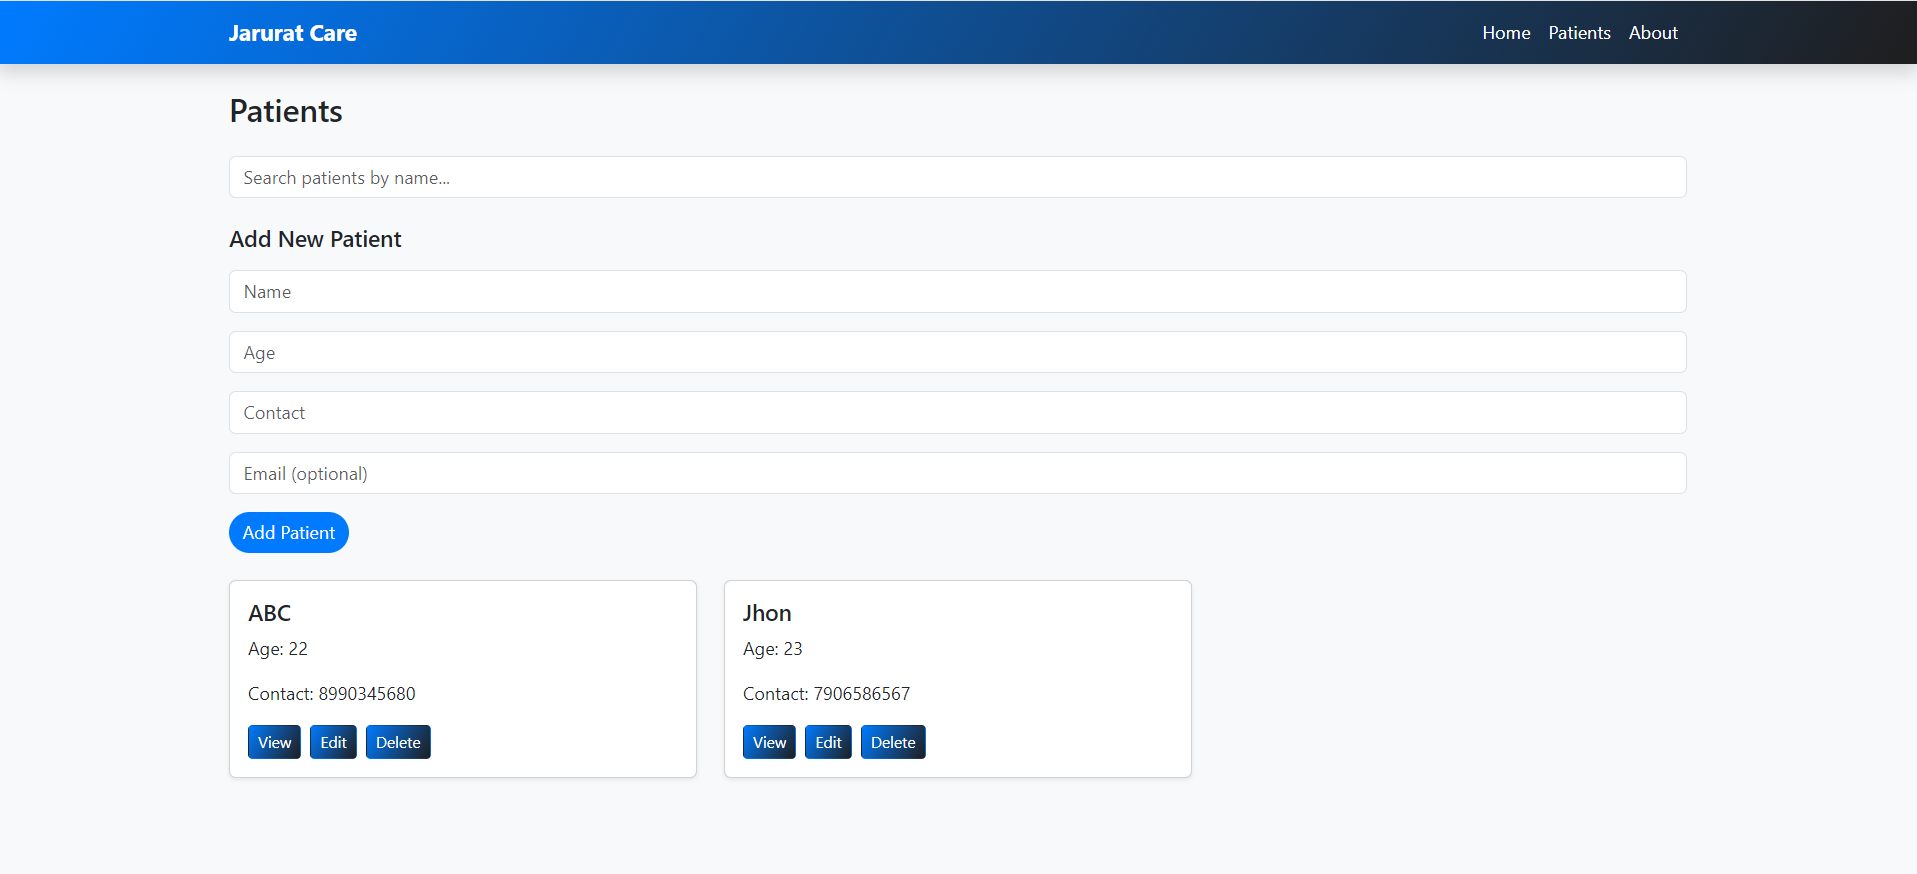 Jarurat Care
Home Patients About
Patients
Search patients by name...
Add New Patient
Name
Age
Contact
Email (optional)
Add Patient
ABC
Age: 22
Contact: 8990345680
View Edit Delete
Jhon
Age: 23
Contact: 7906586567
View Edit Delete